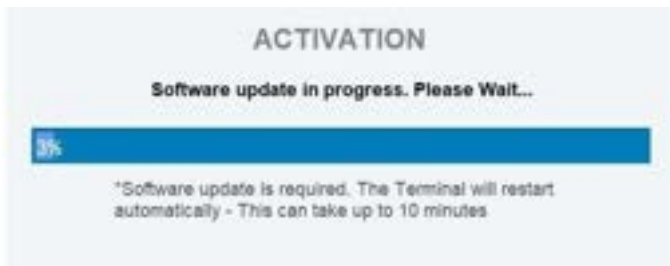 ACTIVATION
Software update in progress. Please Wait...
3%
*Software update is required. The Terminal will restart
automatically - This can take up to 10 minutes